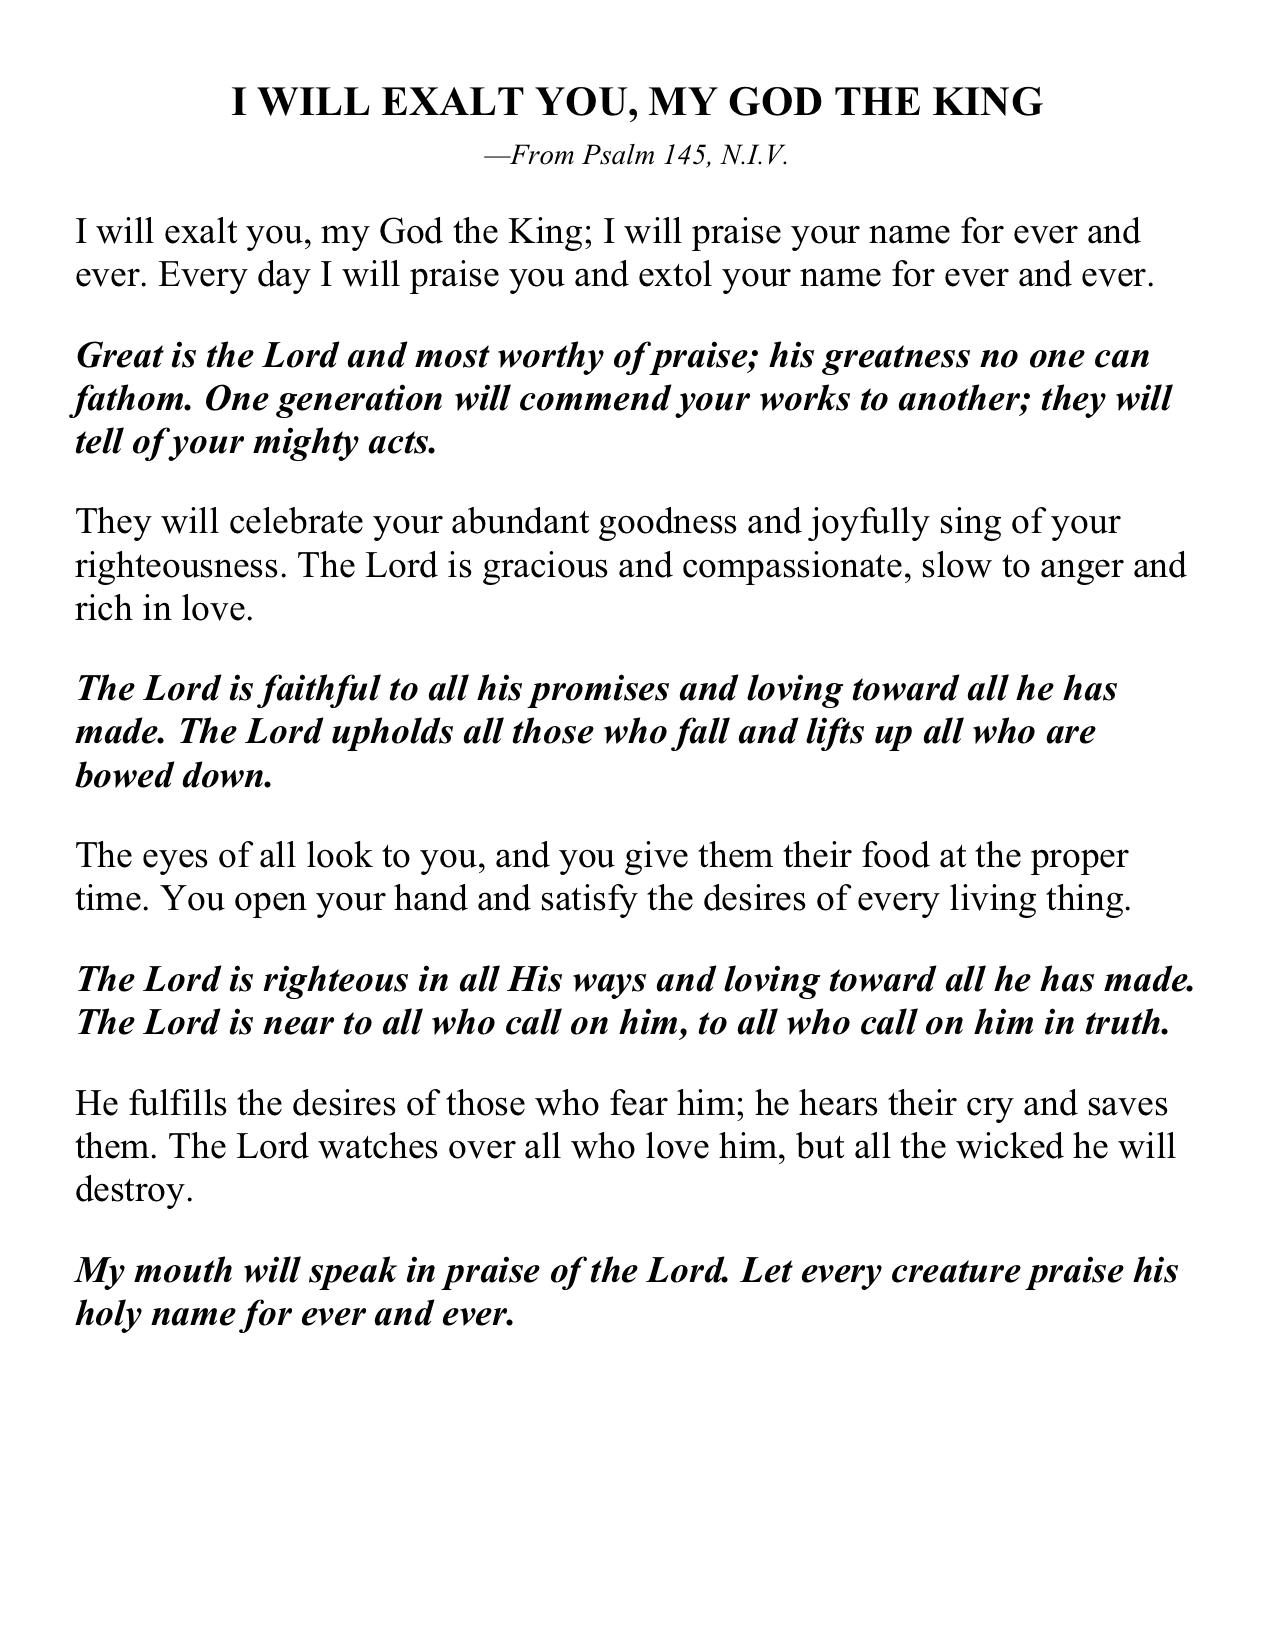 I WILL EXALT YOU, MY GOD THE KING
—From Psalm 145, N.I.V.
I will exalt you, my God the King; I will praise your name for ever and
ever. Every day I will praise you and extol your name for ever and ever.
Great is the Lord and most worthy of praise; his greatness no one can
fathom. One generation will commend your works to another; they will
tell of your mighty acts.
They will celebrate your abundant goodness and joyfully sing of your
righteousness. The Lord is gracious and compassionate, slow to anger and
rich in love.
The Lord is faithful to all his promises and loving toward all he has
made. The Lord upholds all those who fall and lifts up all who are
bowed down.
The eyes of all look to you, and you give them their food at the proper
time. You open your hand and satisfy the desires of every living thing.
The Lord is righteous in all His ways and loving toward all he has made.
The Lord is near to all who call on him, to all who call on him in truth.
He fulfills the desires of those who fear him; he hears their cry and saves
them. The Lord watches over all who love him, but all the wicked he will
destroy.
My mouth will speak in praise of the Lord. Let every creature praise his
holy name for ever and ever.